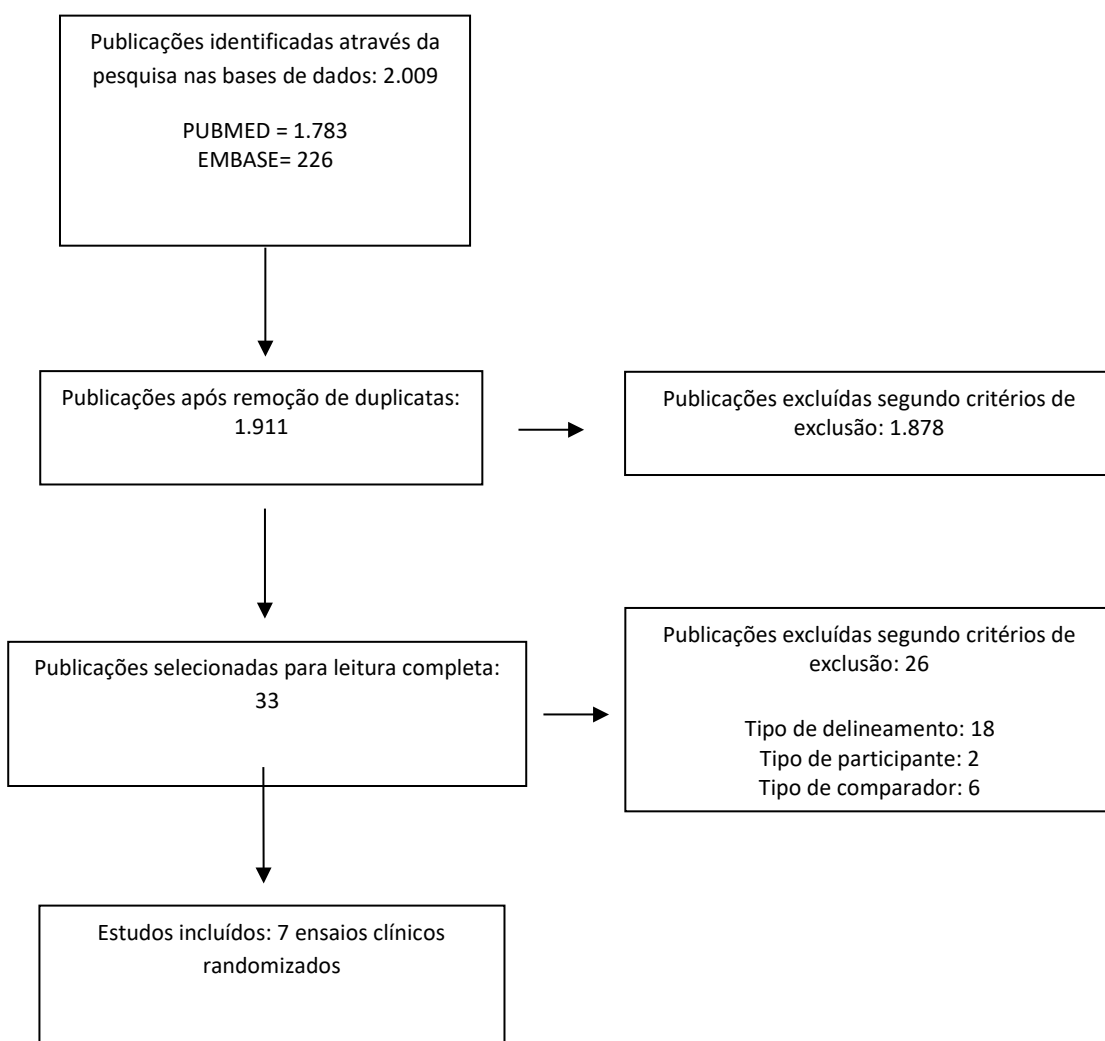 Publicações identificadas através da
pesquisa nas bases de dados: 2.009
PUBMED = 1.783
EMBASE= 226
Publicações após remoção de duplicatas:
1.911
Publicações excluídas segundo critérios de
exclusão: 1.878
Publicações selecionadas para leitura completa:
33
Publicações excluídas segundo critérios de
exclusão: 26
Tipo de delineamento: 18
Tipo de participante: 2
Tipo de comparador: 6
Estudos incluídos: 7 ensaios clínicos
randomizados